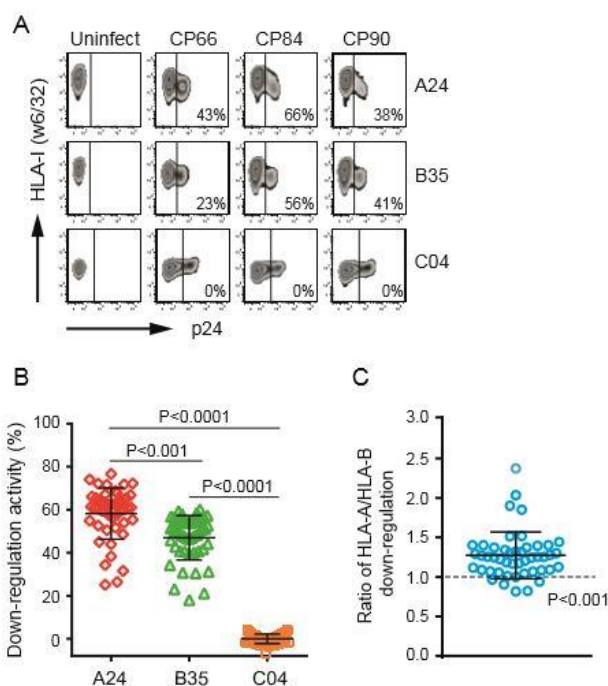 A
Uninfect CP66 CP84 CP90
HLA-I (w6/32)
43% 66% 38%
A24
23% 56% 41%
B35
0% 0% 0%
C04
p24
B
Down-regulation activity (%)
100
80
60
40
20
0
P<0.0001
P<0.001
P<0.0001
A24 B35 C04
C
Ratio of HLA-A/HLA-B
down-regulation
3.0
2.5
2.0
1.5
1.0
0.5
0.0
P<0.001